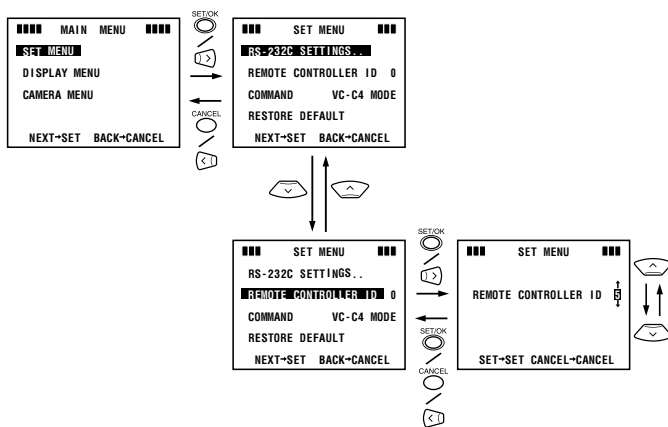 MAIN MENU
SET MENU
DISPLAY MENU
CAMERA MENU
NEXT→SET BACK→CANCEL
SET/OK
CANCEL
SET MENU
RS-232C SETTINGS..
REMOTE CONTROLLER ID 0
COMMAND VC-C4 MODE
RESTORE DEFAULT
NEXT→SET BACK→CANCEL
SET MENU
RS-232C SETTINGS..
REMOTE CONTROLLER ID 0
COMMAND VC-C4 MODE
RESTORE DEFAULT
NEXT→SET BACK→CANCEL
SET/OK
SET/OK
CANCEL
SET MENU
REMOTE CONTROLLER ID 5
SET→SET CANCEL→CANCEL